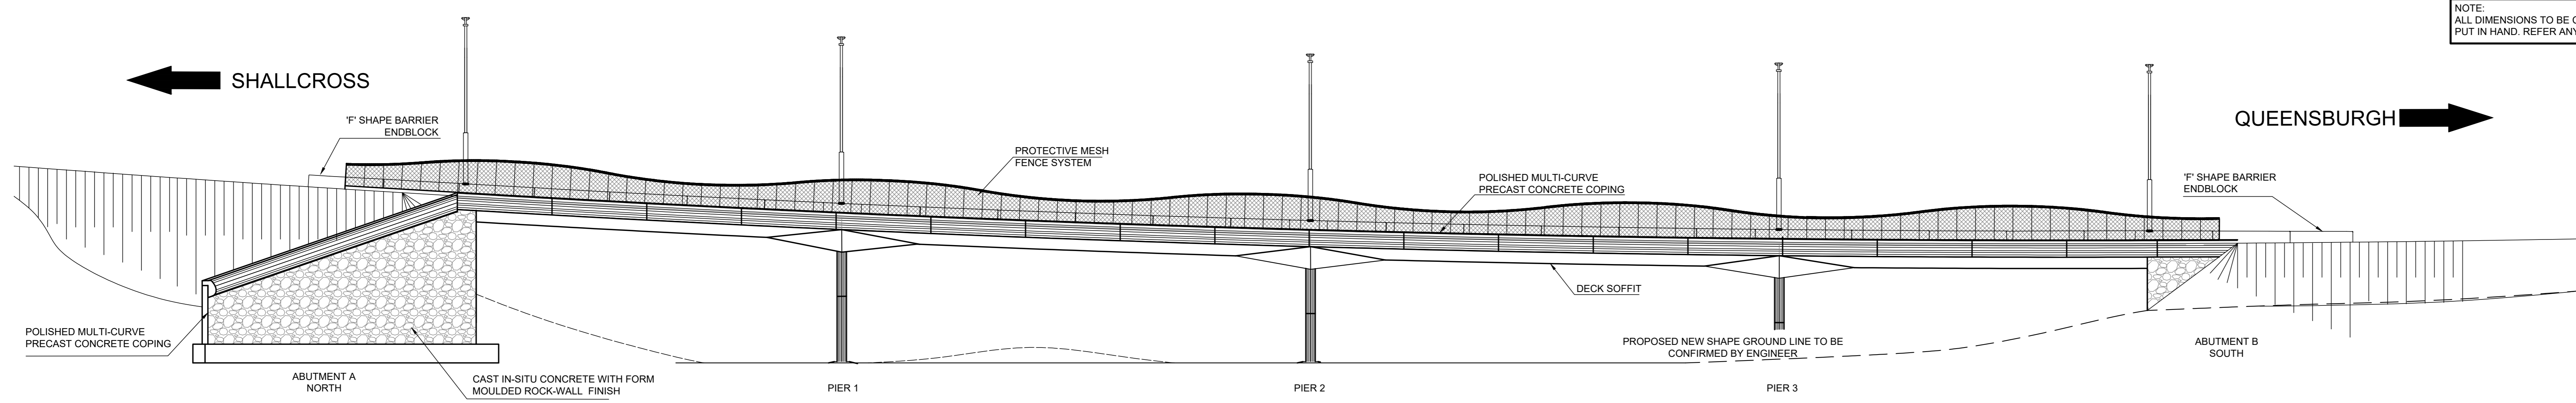 NOTE:
ALL DIMENSIONS TO BE
PUT IN HAND. REFER ANY
SHALLCROSS
QUEENSBURGH
'F' SHAPE BARRIER
ENDBLOCK
PROTECTIVE MESH
FENCE SYSTEM
POLISHED MULTI-CURVE
PRECAST CONCRETE COPING
'F' SHAPE BARRIER
ENDBLOCK
DECK SOFFIT
POLISHED MULTI-CURVE
PRECAST CONCRETE COPING
PROPOSED NEW SHAPE GROUND LINE TO BE
CONFIRMED BY ENGINEER
ABUTMENT B
SOUTH
ABUTMENT A
NORTH
CAST IN-SITU CONCRETE WITH FORM
MOULDED ROCK-WALL FINISH
PIER 1
PIER 2
PIER 3